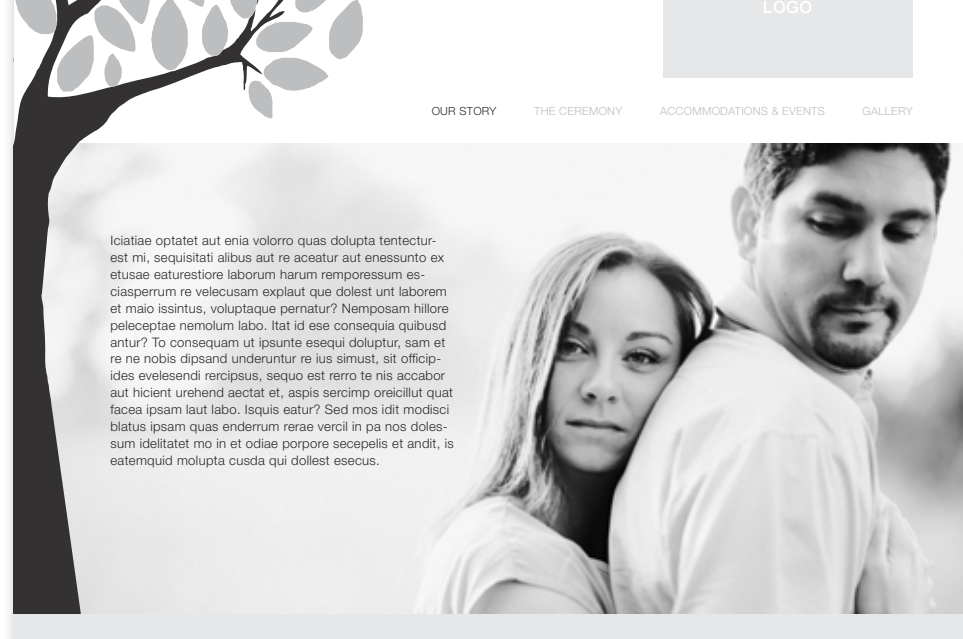 LOGO
OUR STORY THE CEREMONY ACCOMMODATIONS & EVENTS GALLERY
Iciatiae optatet aut enia volorro quas dolupta tentectur-
est mi, sequisitati alibus aut re aceatur aut enessunto ex
etusae eaturestiore laborum harum remporessum es-
ciasperrum re velecusam explaut que dolest unt laborem
et maio issintus, voluptaque pernatur? Nemposam hillore
peleceptae nemolum labo. Itat id ese consequia quibusd
antur? To consequam ut ipsunte esequi doluptur, sam et
re ne nobis dipsand underuntur re ius simust, sit officip-
ides evelesendi rercipsus, sequo est rerro te nis accabor
aut hicient urehend aectat et, aspis sercimp oreicillut quat
facea ipsam laut labo. Isquis eatur? Sed mos idit modisci
blatus ipsam quas enderrum rerae vercil in pa nos doles-
sum idelitatet mo in et odiae porpore secepelis et andit, is
eatemquid molupta cusda qui dollest esecus.